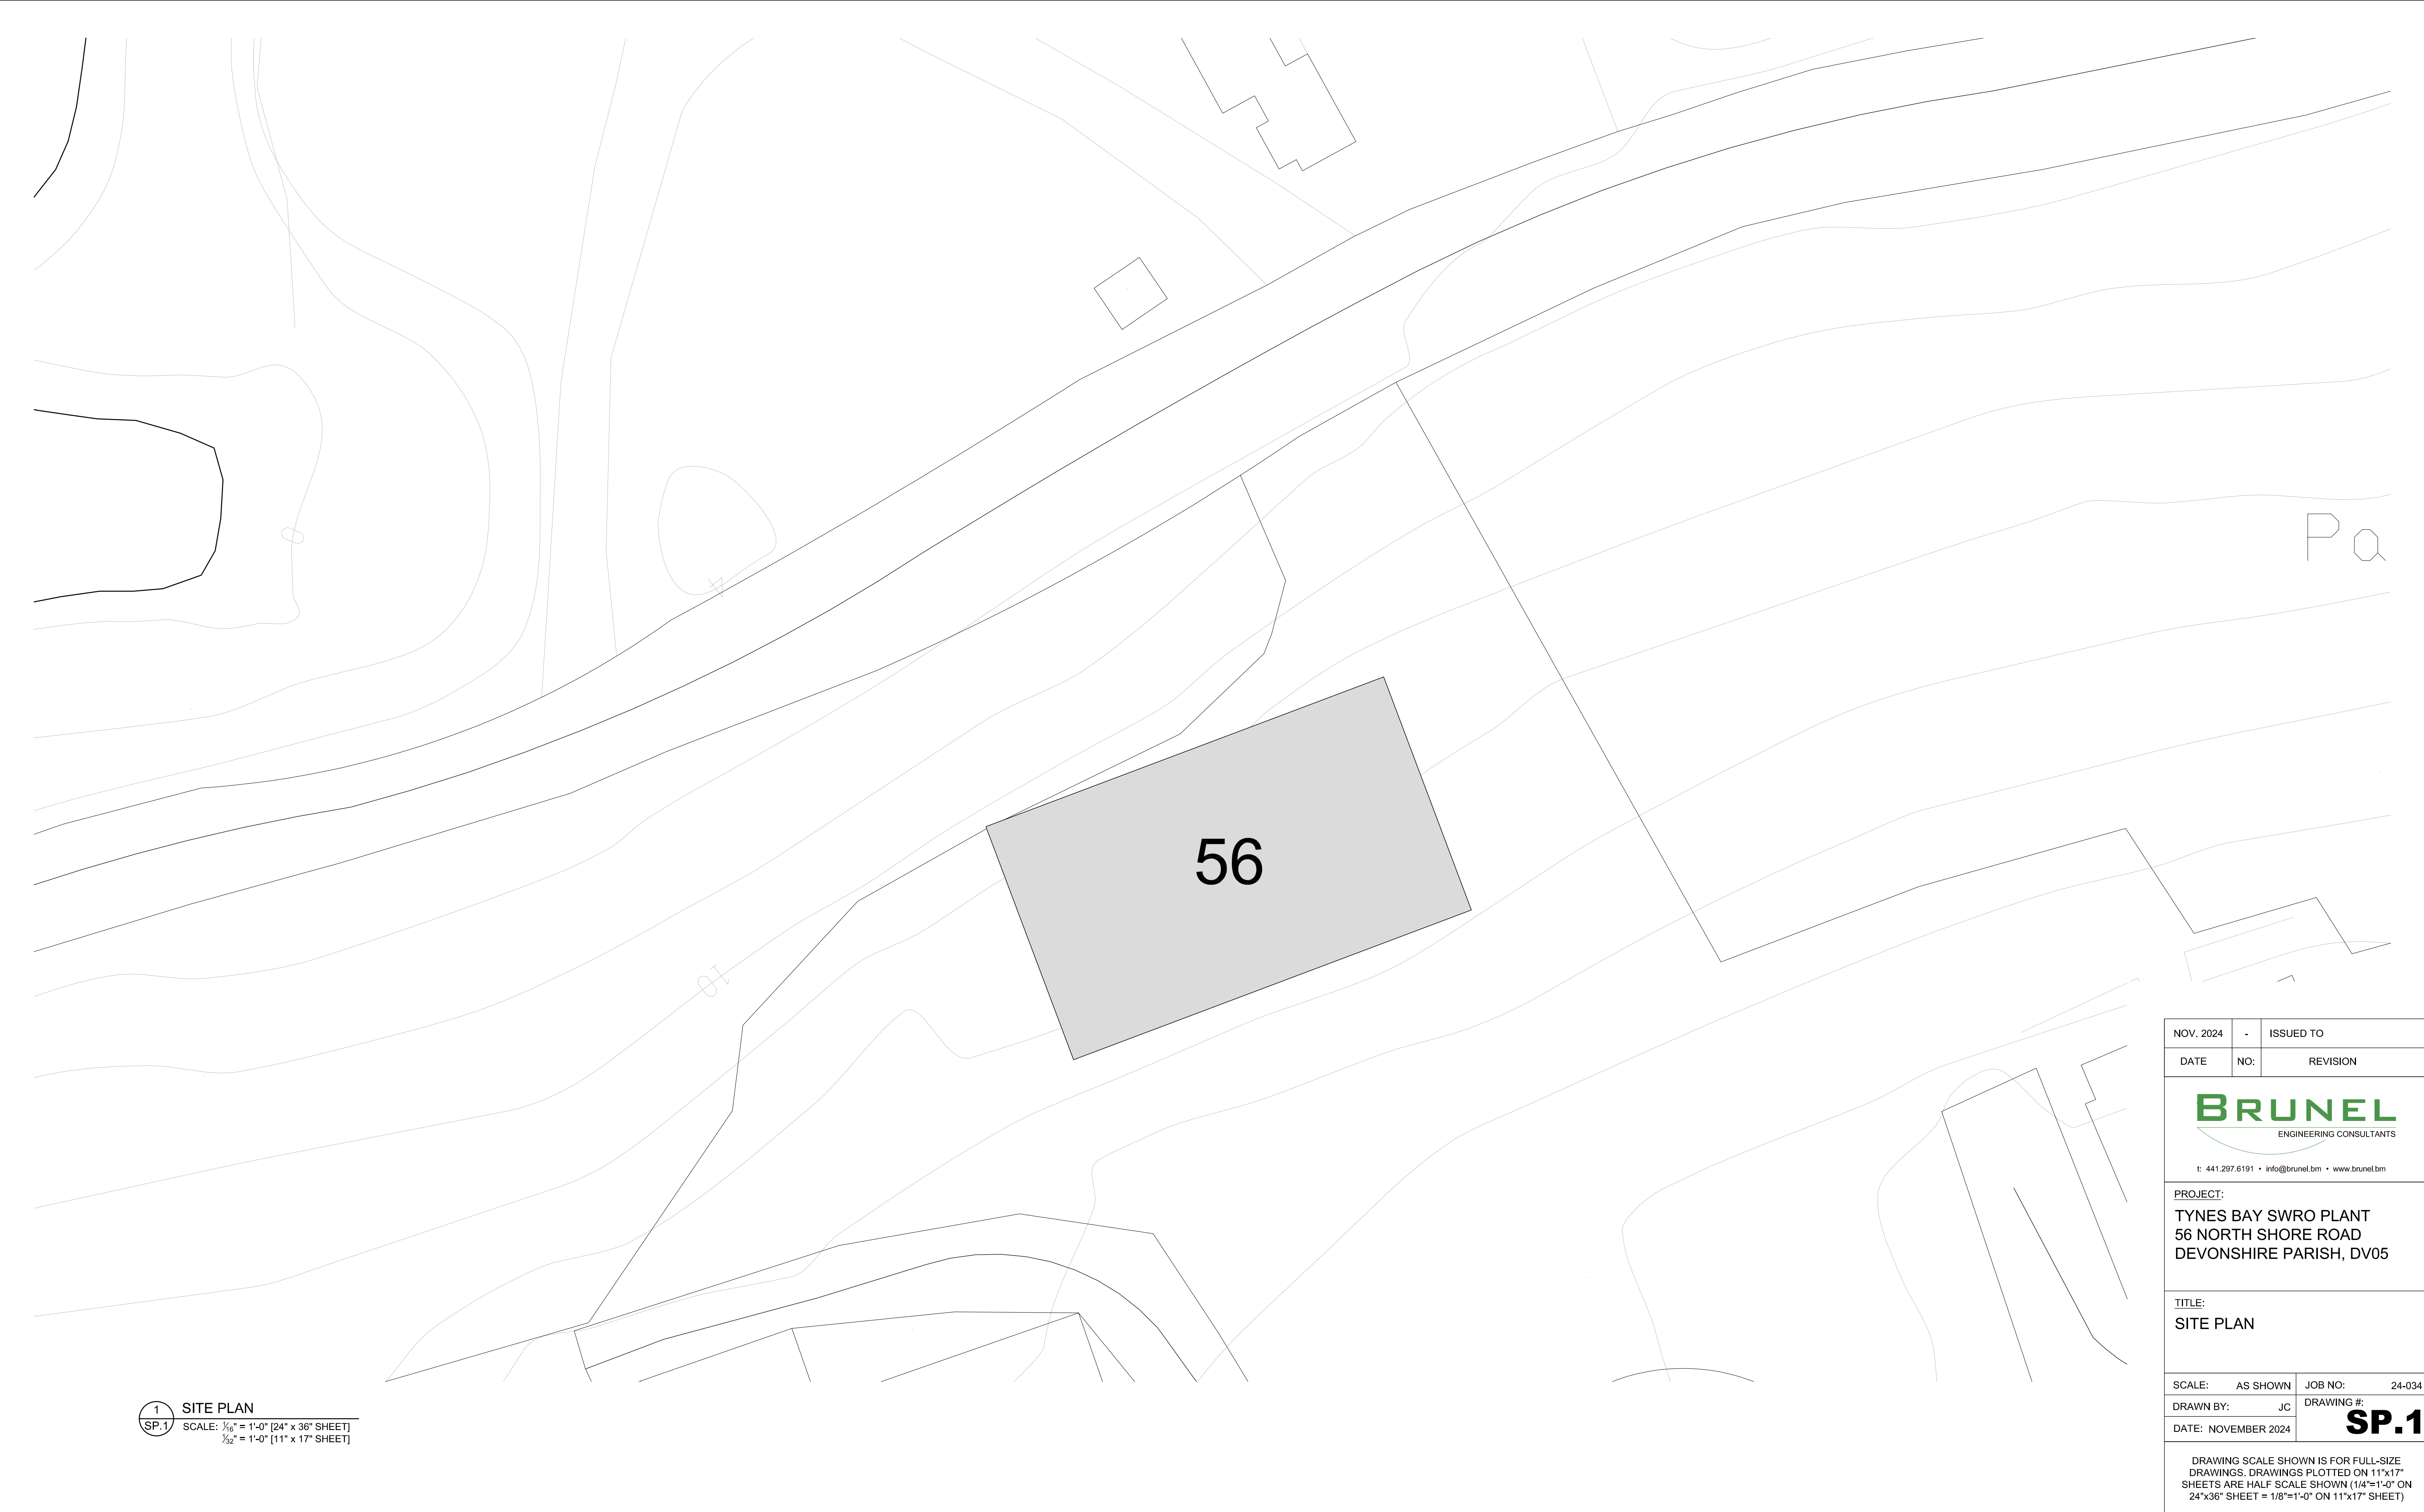 Pa
8
4
10
56
NOV. 2024 - ISSUED TO
DATE NO: REVISION
BRUNEL
ENGINEERING CONSULTANTS
t: 441.297.6191 • info@brunel.bm • www.brunel.bm
PROJECT:
TYNES BAY SWRO PLANT
56 NORTH SHORE ROAD
DEVONSHIRE PARISH, DV05
TITLE:
SITE PLAN
SCALE: AS SHOWN JOB NO: 24-034
DRAWN BY: JC DRAWING #:
SP.1
DATE: NOVEMBER 2024
DRAWING SCALE SHOWN IS FOR FULL-SIZE
DRAWINGS. DRAWINGS PLOTTED ON 11"x17"
SHEETS ARE HALF SCALE SHOWN (1/4"=1'-0" ON
24"x36" SHEET = 1/8"=1'-0" ON 11"x17" SHEET)
1 SITE PLAN
SP.1 SCALE: 1/16" = 1'-0" [24" x 36" SHEET]
1/32" = 1'-0" [11" x 17" SHEET]